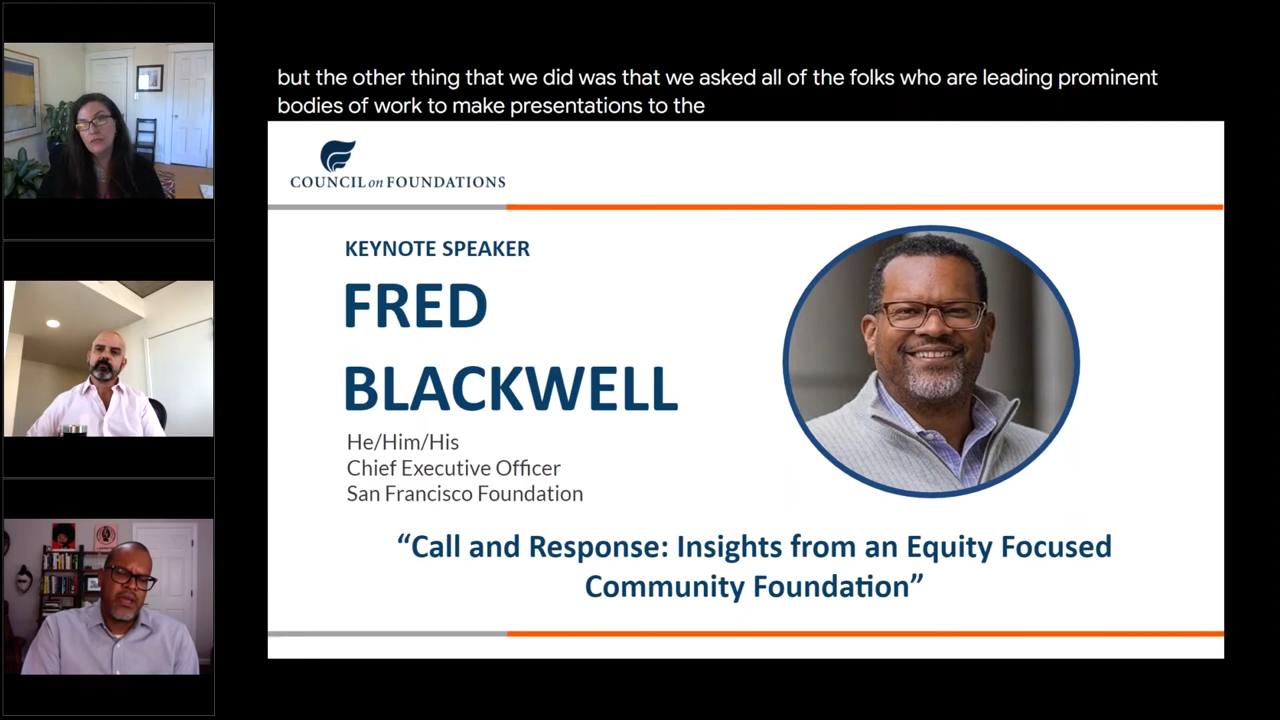 but the other thing that we did was that we asked all of the folks who are leading prominent
bodies of work to make presentations to the
COUNCIL on FOUNDATIONS
KEYNOTE SPEAKER
FRED
BLACKWELL
He/Him/His
Chief Executive Officer
San Francisco Foundation
“Call and Response: Insights from an Equity Focused
Community Foundation”